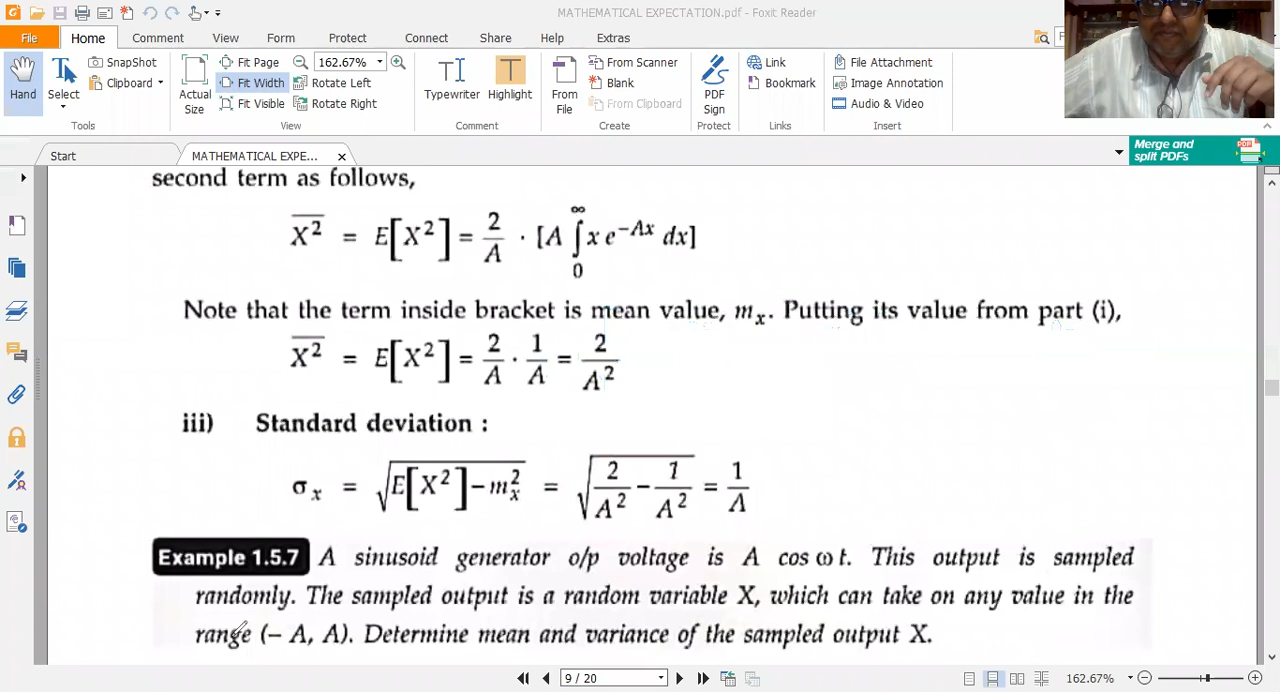 MATHEMATICAL EXPECTATION.pdf - Foxit Reader
File Home Comment View Form Protect Connect Share Help Extras
Hand
Select
SnapShot
Clipboard
Tools
Actual Size
Fit Page
Fit Width
Fit Visible
162.67%
Rotate Left
Rotate Right
View
Typewriter
Highlight
Comment
From File
From Scanner
Blank
From Clipboard
Create
PDF Sign
Protect
Link
Bookmark
Links
File Attachment
Image Annotation
Audio & Video
Insert
Start
MATHEMATICAL EXPE...
Merge and
split PDFs
second term as follows,
X̅² = E[X²] = 2/A · [A ∫₀^∞ x e^(−Ax) dx]
Note that the term inside bracket is mean value, mₓ. Putting its value from part (i),
X̅² = E[X²] = 2/A · 1/A = 2/A²
iii) Standard deviation :
σₓ = √(E[X²] − mₓ²) = √(2/A² − 1/A²) = 1/A
Example 1.5.7 A sinusoid generator o/p voltage is A cos ω t. This output is sampled
randomly. The sampled output is a random variable X, which can take on any value in the
range (– A, A). Determine mean and variance of the sampled output X.
9 / 20
162.67%